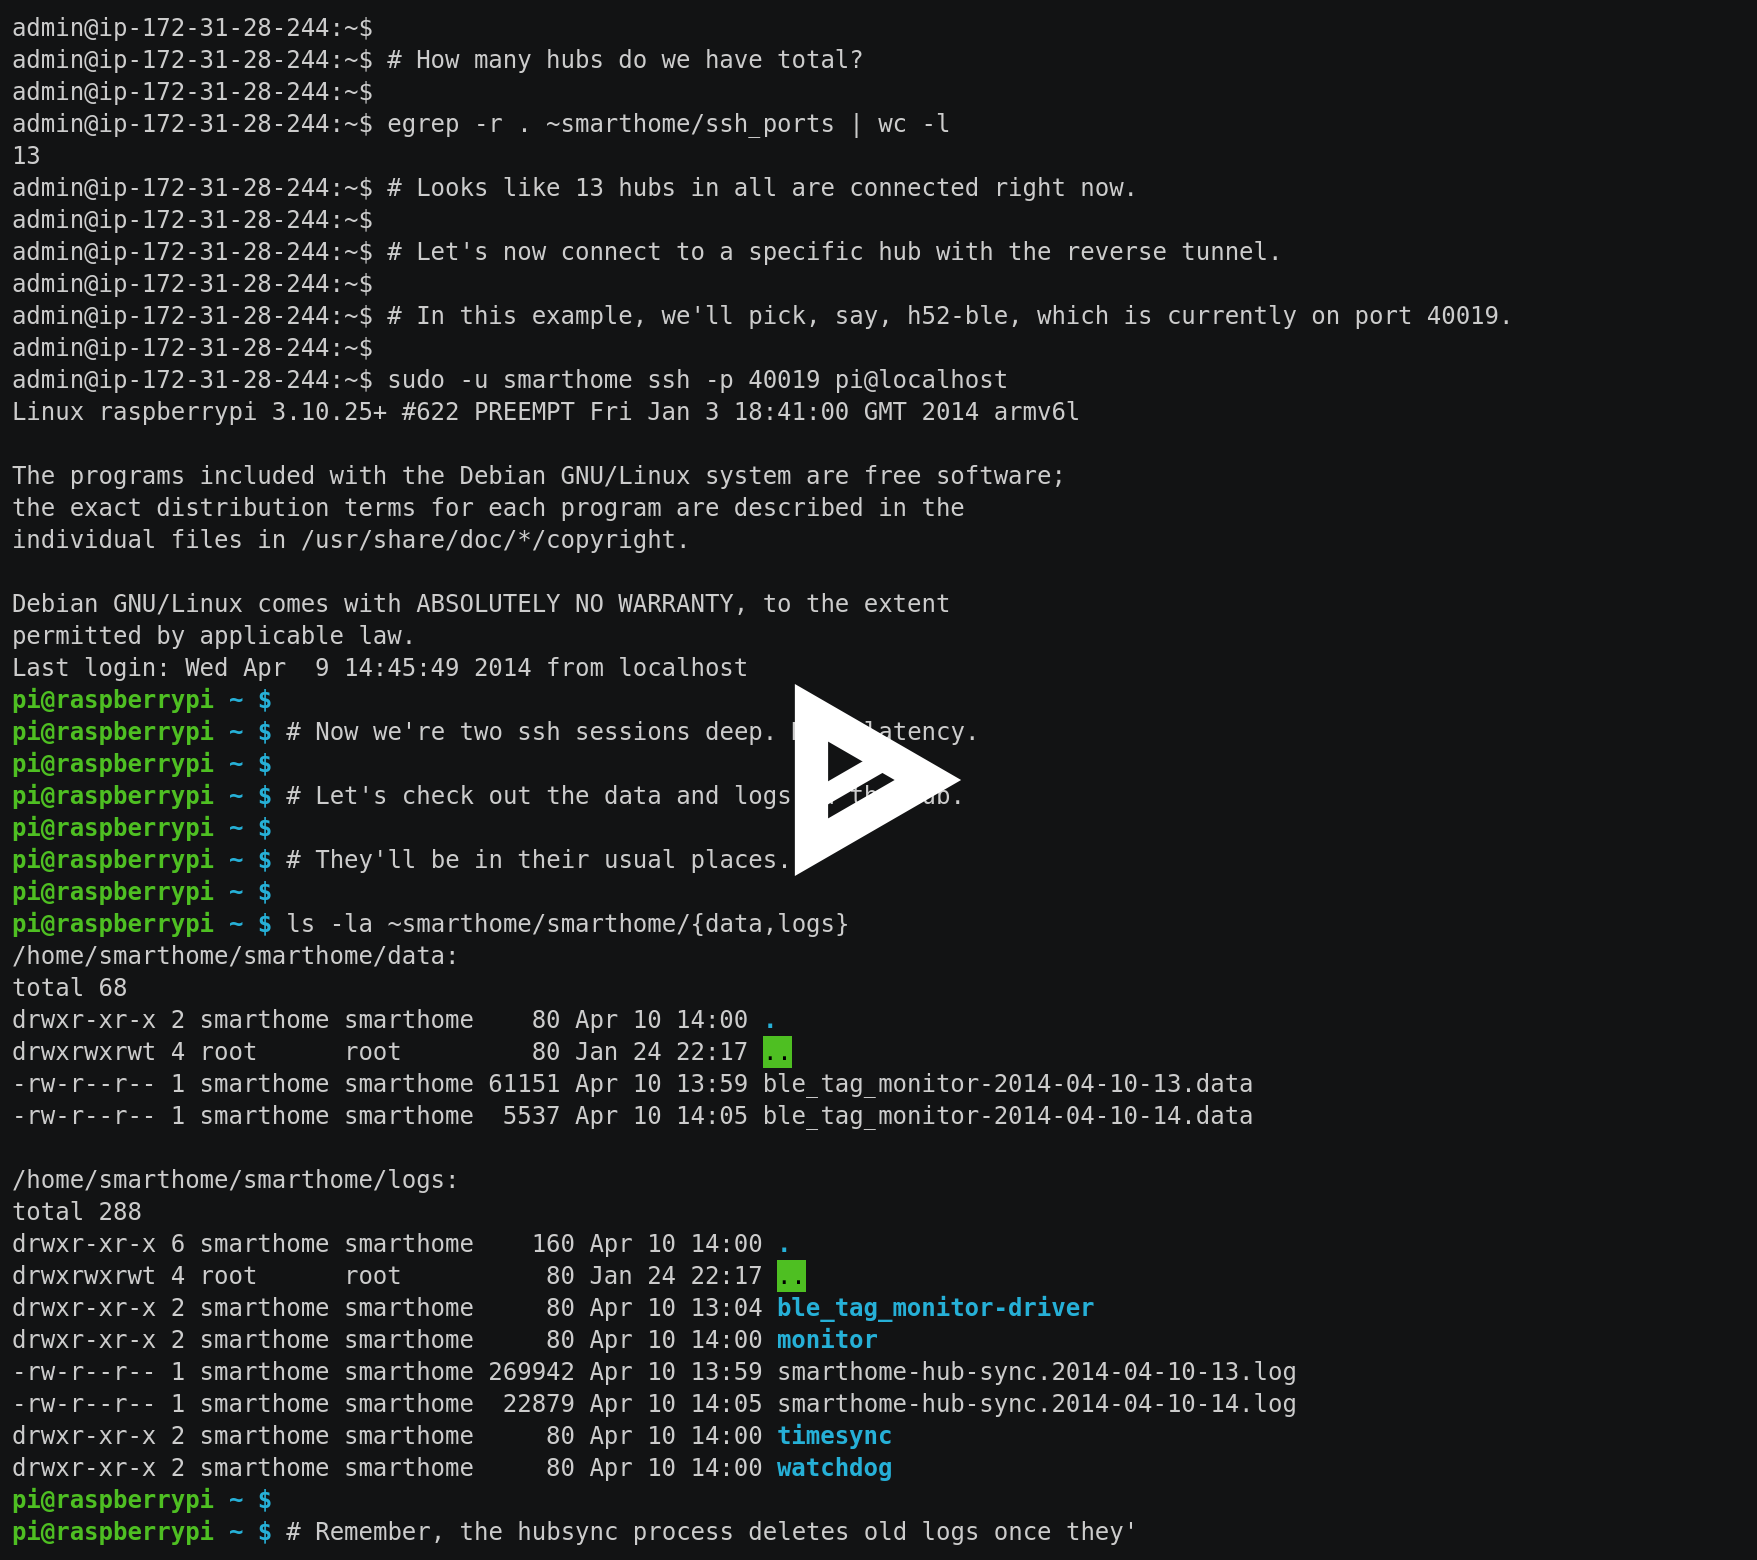 admin@ip-172-31-28-244:~$
admin@ip-172-31-28-244:~$ # How many hubs do we have total?
admin@ip-172-31-28-244:~$
admin@ip-172-31-28-244:~$ egrep -r . ~smarthome/ssh_ports | wc -l
13
admin@ip-172-31-28-244:~$ # Looks like 13 hubs in all are connected right now.
admin@ip-172-31-28-244:~$
admin@ip-172-31-28-244:~$ # Let's now connect to a specific hub with the reverse tunnel.
admin@ip-172-31-28-244:~$
admin@ip-172-31-28-244:~$ # In this example, we'll pick, say, h52-ble, which is currently on port 40019.
admin@ip-172-31-28-244:~$
admin@ip-172-31-28-244:~$ sudo -u smarthome ssh -p 40019 pi@localhost
Linux raspberrypi 3.10.25+ #622 PREEMPT Fri Jan 3 18:41:00 GMT 2014 armv6l

The programs included with the Debian GNU/Linux system are free software;
the exact distribution terms for each program are described in the
individual files in /usr/share/doc/*/copyright.

Debian GNU/Linux comes with ABSOLUTELY NO WARRANTY, to the extent
permitted by applicable law.
Last login: Wed Apr  9 14:45:49 2014 from localhost
pi@raspberrypi ~ $
pi@raspberrypi ~ $ # Now we're two ssh sessions deep. latency.
pi@raspberrypi ~ $
pi@raspberrypi ~ $ # Let's check out the data and logs
pi@raspberrypi ~ $
pi@raspberrypi ~ $ # They'll be in their usual places.
pi@raspberrypi ~ $
pi@raspberrypi ~ $ ls -la ~smarthome/smarthome/{data,logs}
/home/smarthome/smarthome/data:
total 68
drwxr-xr-x 2 smarthome smarthome    80 Apr 10 14:00 .
drwxrwxrwt 4 root      root         80 Jan 24 22:17 ..
-rw-r--r-- 1 smarthome smarthome 61151 Apr 10 13:59 ble_tag_monitor-2014-04-10-13.data
-rw-r--r-- 1 smarthome smarthome  5537 Apr 10 14:05 ble_tag_monitor-2014-04-10-14.data

/home/smarthome/smarthome/logs:
total 288
drwxr-xr-x 6 smarthome smarthome    160 Apr 10 14:00 .
drwxrwxrwt 4 root      root          80 Jan 24 22:17 ..
drwxr-xr-x 2 smarthome smarthome     80 Apr 10 13:04 ble_tag_monitor-driver
drwxr-xr-x 2 smarthome smarthome     80 Apr 10 14:00 monitor
-rw-r--r-- 1 smarthome smarthome 269942 Apr 10 13:59 smarthome-hub-sync.2014-04-10-13.log
-rw-r--r-- 1 smarthome smarthome  22879 Apr 10 14:05 smarthome-hub-sync.2014-04-10-14.log
drwxr-xr-x 2 smarthome smarthome     80 Apr 10 14:00 timesync
drwxr-xr-x 2 smarthome smarthome     80 Apr 10 14:00 watchdog
pi@raspberrypi ~ $
pi@raspberrypi ~ $ # Remember, the hubsync process deletes old logs once they'